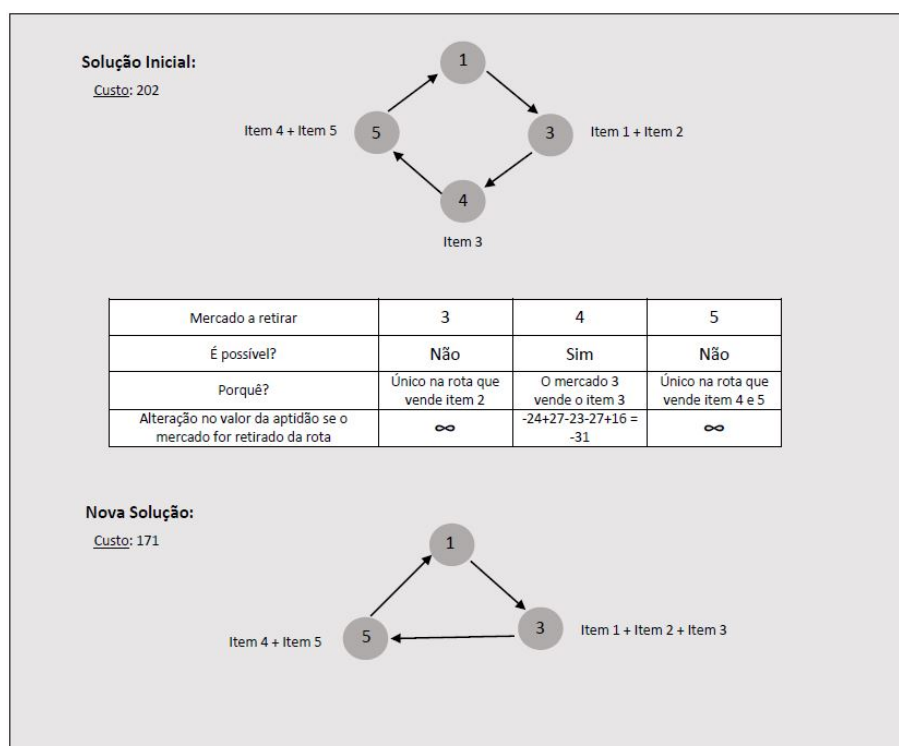 Solução Inicial:
Custo: 202
1
Item 4 + Item 5
5
3
Item 1 + Item 2
4
Item 3
Mercado a retirar
3
4
5
É possível?
Não
Sim
Não
Porquê?
Único na rota que
vende item 2
O mercado 3
vende o item 3
Único na rota que
vende item 4 e 5
Alteração no valor da aptidão se o
mercado for retirado da rota
∞
-24+27-23-27+16 =
-31
∞
Nova Solução:
Custo: 171
1
Item 4 + Item 5
5
3
Item 1 + Item 2 + Item 3